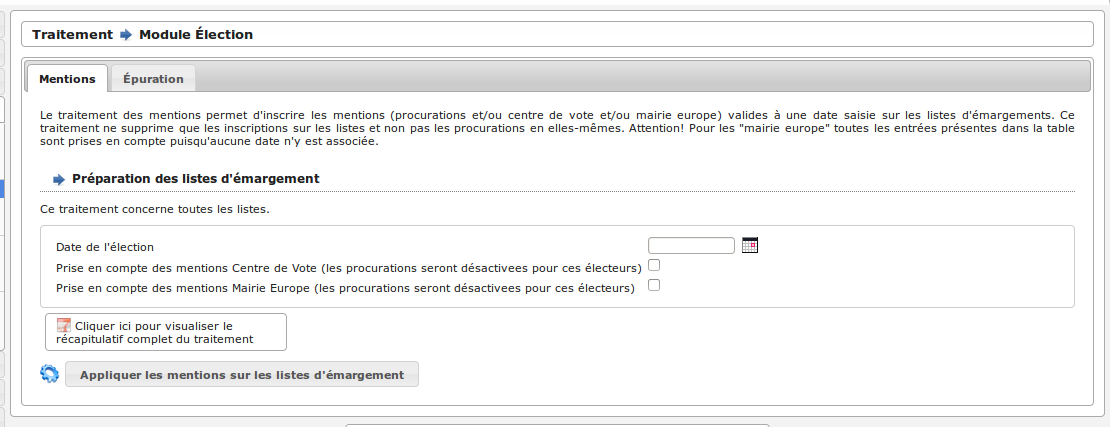 Traitement Module Élection
Mentions Épuration
Le traitement des mentions permet d'inscrire les mentions (procurations et/ou centre de vote et/ou mairie europe) valides à une date saisie sur les listes d'émargements. Ce
traitement ne supprime que les inscriptions sur les listes et non pas les procurations en elles-mêmes. Attention! Pour les "mairie europe" toutes les entrées présentes dans la table
sont prises en compte puisqu'aucune date n'y est associée.
Préparation des listes d'émargement
Ce traitement concerne toutes les listes.
Date de l'élection
Prise en compte des mentions Centre de Vote (les procurations seront désactivees pour ces électeurs)
Prise en compte des mentions Mairie Europe (les procurations seront désactivees pour ces électeurs)
Cliquer ici pour visualiser le
récapitulatif complet du traitement
Appliquer les mentions sur les listes d'émargement